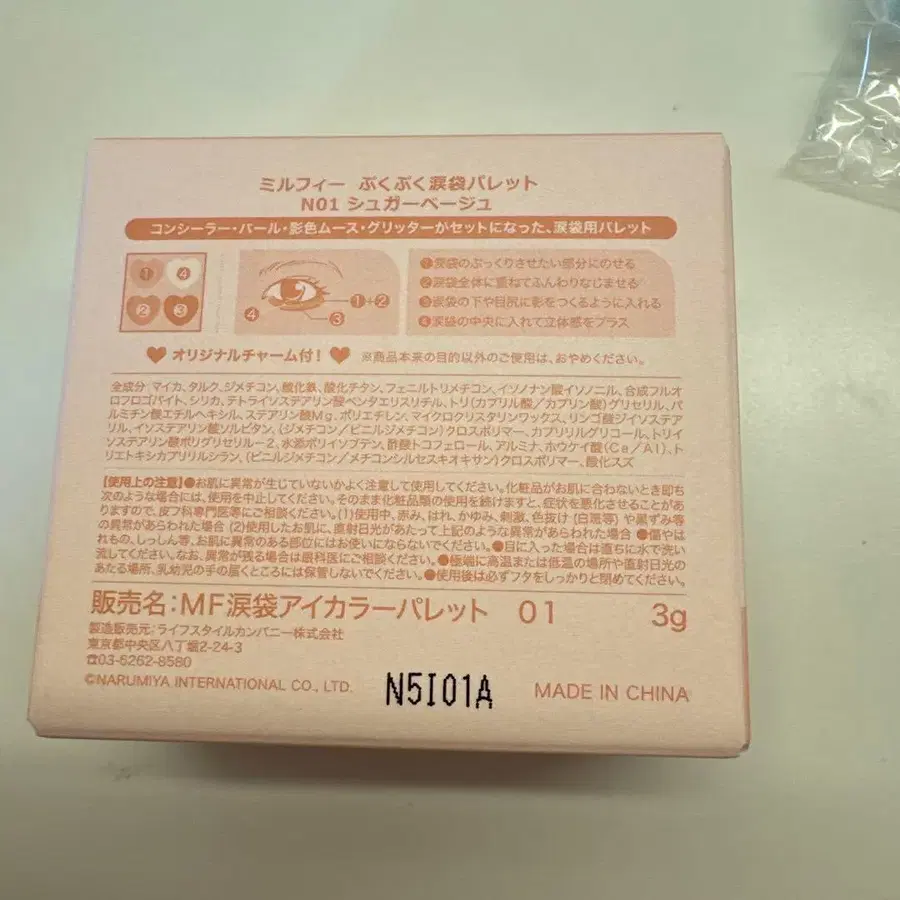 ミルフィー ぷくぷく涙袋パレット
N01 シュガーベージュ
コンシーラー・パール・影色ムース・グリッターがセットになった、涙袋用パレット
1 4
2 3
1+2
4
3
❶涙袋のぷっくりさせたい部分にのせる
❷涙袋全体に重ねてふんわりなじませる
❸涙袋の下や目尻に影をつくるように入れる
❹涙袋の中央に入れて立体感をプラス
♥ オリジナルチャーム付! ♥ ※商品本来の目的以外のご使用は、おやめください。
全成分 マイカ、タルク、ジメチコン、酸化鉄、酸化チタン、フェニルトリメチコン、イソノナン酸イソノニル、合成フルオ
ロフロゴパイト、シリカ、テトライソステアリン酸ペンタエリスリチル、トリ(カプリル酸/カプリン酸)グリセリル、パ
ルミチン酸エチルヘキシル、ステアリン酸Mg、ポリエチレン、マイクロクリスタリンワックス、リンゴ酸ジイソステア
リル、イソステアリン酸ソルビタン、(ジメチコン/ビニルジメチコン)クロスポリマー、カプリリルグリコール、トリイ
ソステアリン酸ポリグリセリル-2、水添ポリイソブテン、酢酸トコフェロール、アルミナ、ホウケイ酸(Ca/Al)、ト
リエトキシカプリリルシラン、(ビニルジメチコン/メチコンシルセスキオキサン)クロスポリマー、酸化スズ
【使用上の注意】●お肌に異常が生じていないかよく注意して使用してください。化粧品がお肌に合わないとき即ち
次のような場合には、使用を中止してください。そのまま化粧品類の使用を続けますと、症状を悪化させることがあ
りますので、皮フ科専門医等にご相談ください。(1)使用中、赤み、はれ、かゆみ、刺激、色抜け(白斑等)や黒ずみ等
の異常があらわれた場合 (2)使用したお肌に、直射日光があたって上記のような異常があらわれた場合 ●傷やは
れもの、しっしん等、お肌に異常のある部位にはお使いにならないでください。●目に入った場合は直ちに水で洗い
流してください。なお、異常が残る場合は眼科医にご相談ください。●極端に高温または低温の場所や直射日光の
あたる場所、乳幼児の手の届くところには保管しないでください。●使用後は必ずフタをしっかりと閉めてください。
販売名:MF涙袋アイカラーパレット 01 3g
製造販売元:ライフスタイルカンパニー株式会社
東京都中央区八丁堀2-24-3
☎03-6262-8580
©NARUMIYA INTERNATIONAL CO., LTD. N5I01A MADE IN CHINA